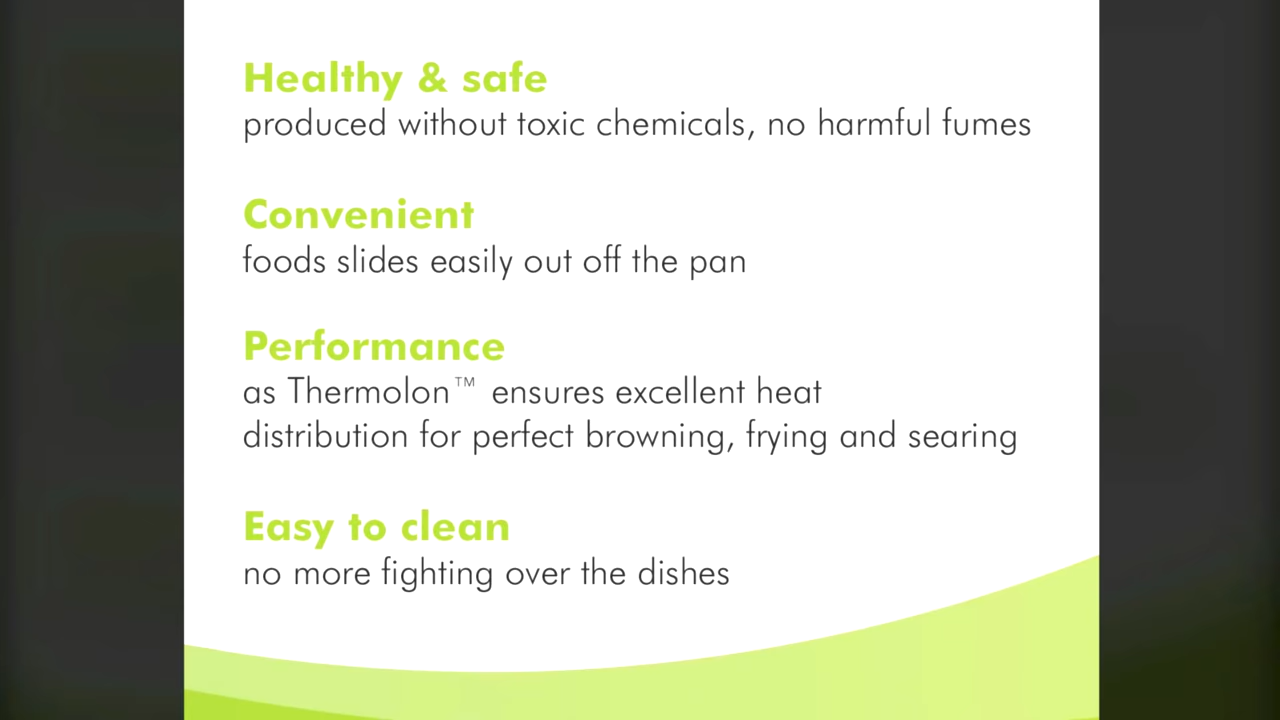 Healthy & safe
produced without toxic chemicals, no harmful fumes
Convenient
foods slides easily out off the pan
Performance
as Thermolon™ ensures excellent heat
distribution for perfect browning, frying and searing
Easy to clean
no more fighting over the dishes